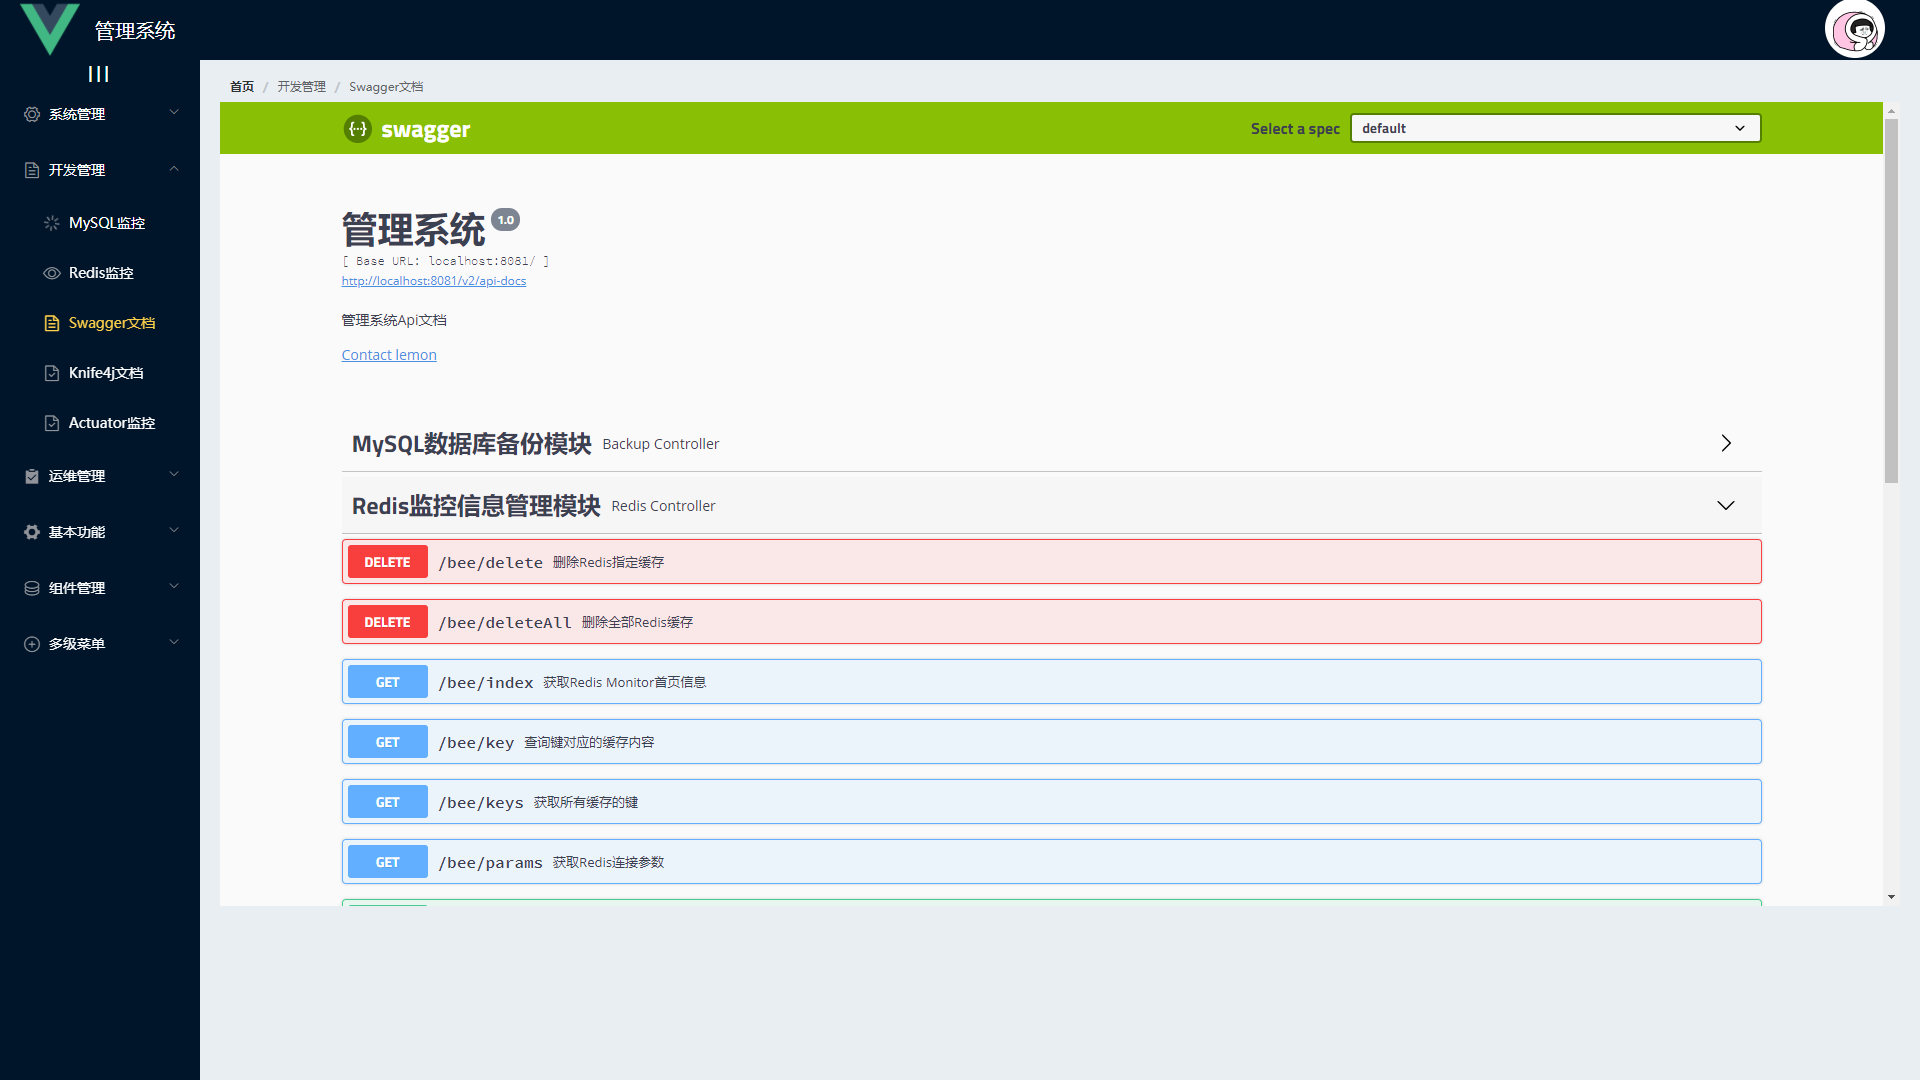 管理系统
系统管理
开发管理
MySQL监控
Redis监控
Swagger文档
Knife4j文档
Actuator监控
运维管理
基本功能
组件管理
多级菜单
首页 / 开发管理 / Swagger文档
{···} swagger
Select a spec default
管理系统 1.0
[ Base URL: localhost:8081/ ]
http://localhost:8081/v2/api-docs
管理系统Api文档
Contact lemon
MySQL数据库备份模块 Backup Controller
Redis监控信息管理模块 Redis Controller
DELETE /bee/delete 删除Redis指定缓存
DELETE /bee/deleteAll 删除全部Redis缓存
GET /bee/index 获取Redis Monitor首页信息
GET /bee/key 查询键对应的缓存内容
GET /bee/keys 获取所有缓存的键
GET /bee/params 获取Redis连接参数